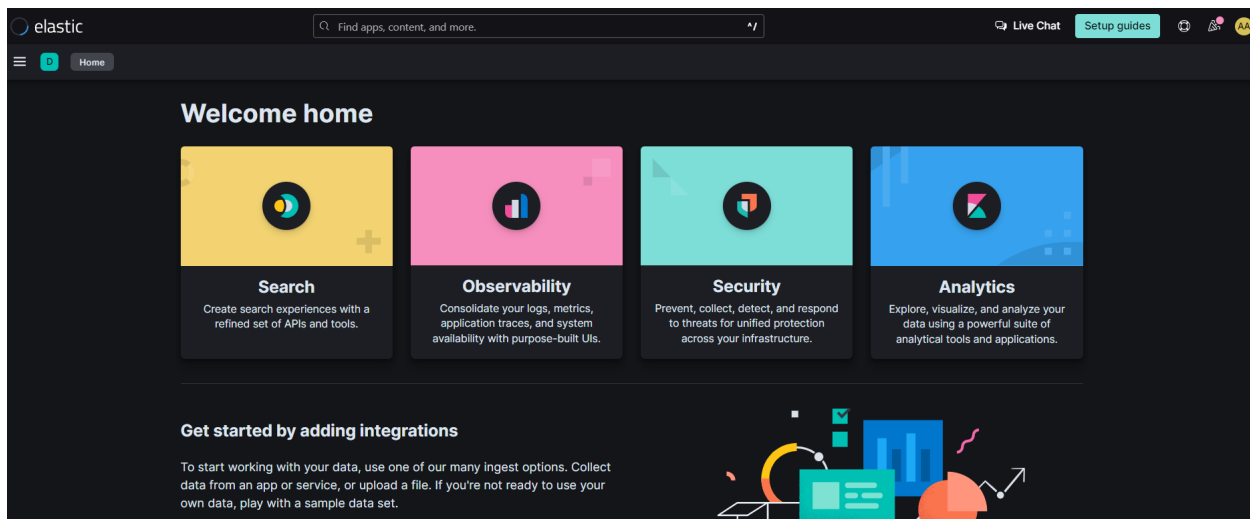 elastic
Find apps, content, and more.
^/
Live Chat
Setup guides
AA
D
Home
Welcome home
Search
Create search experiences with a
refined set of APIs and tools.
Observability
Consolidate your logs, metrics,
application traces, and system
availability with purpose-built UIs.
Security
Prevent, collect, detect, and respond
to threats for unified protection
across your infrastructure.
Analytics
Explore, visualize, and analyze your
data using a powerful suite of
analytical tools and applications.
Get started by adding integrations
To start working with your data, use one of our many ingest options. Collect
data from an app or service, or upload a file. If you're not ready to use your
own data, play with a sample data set.